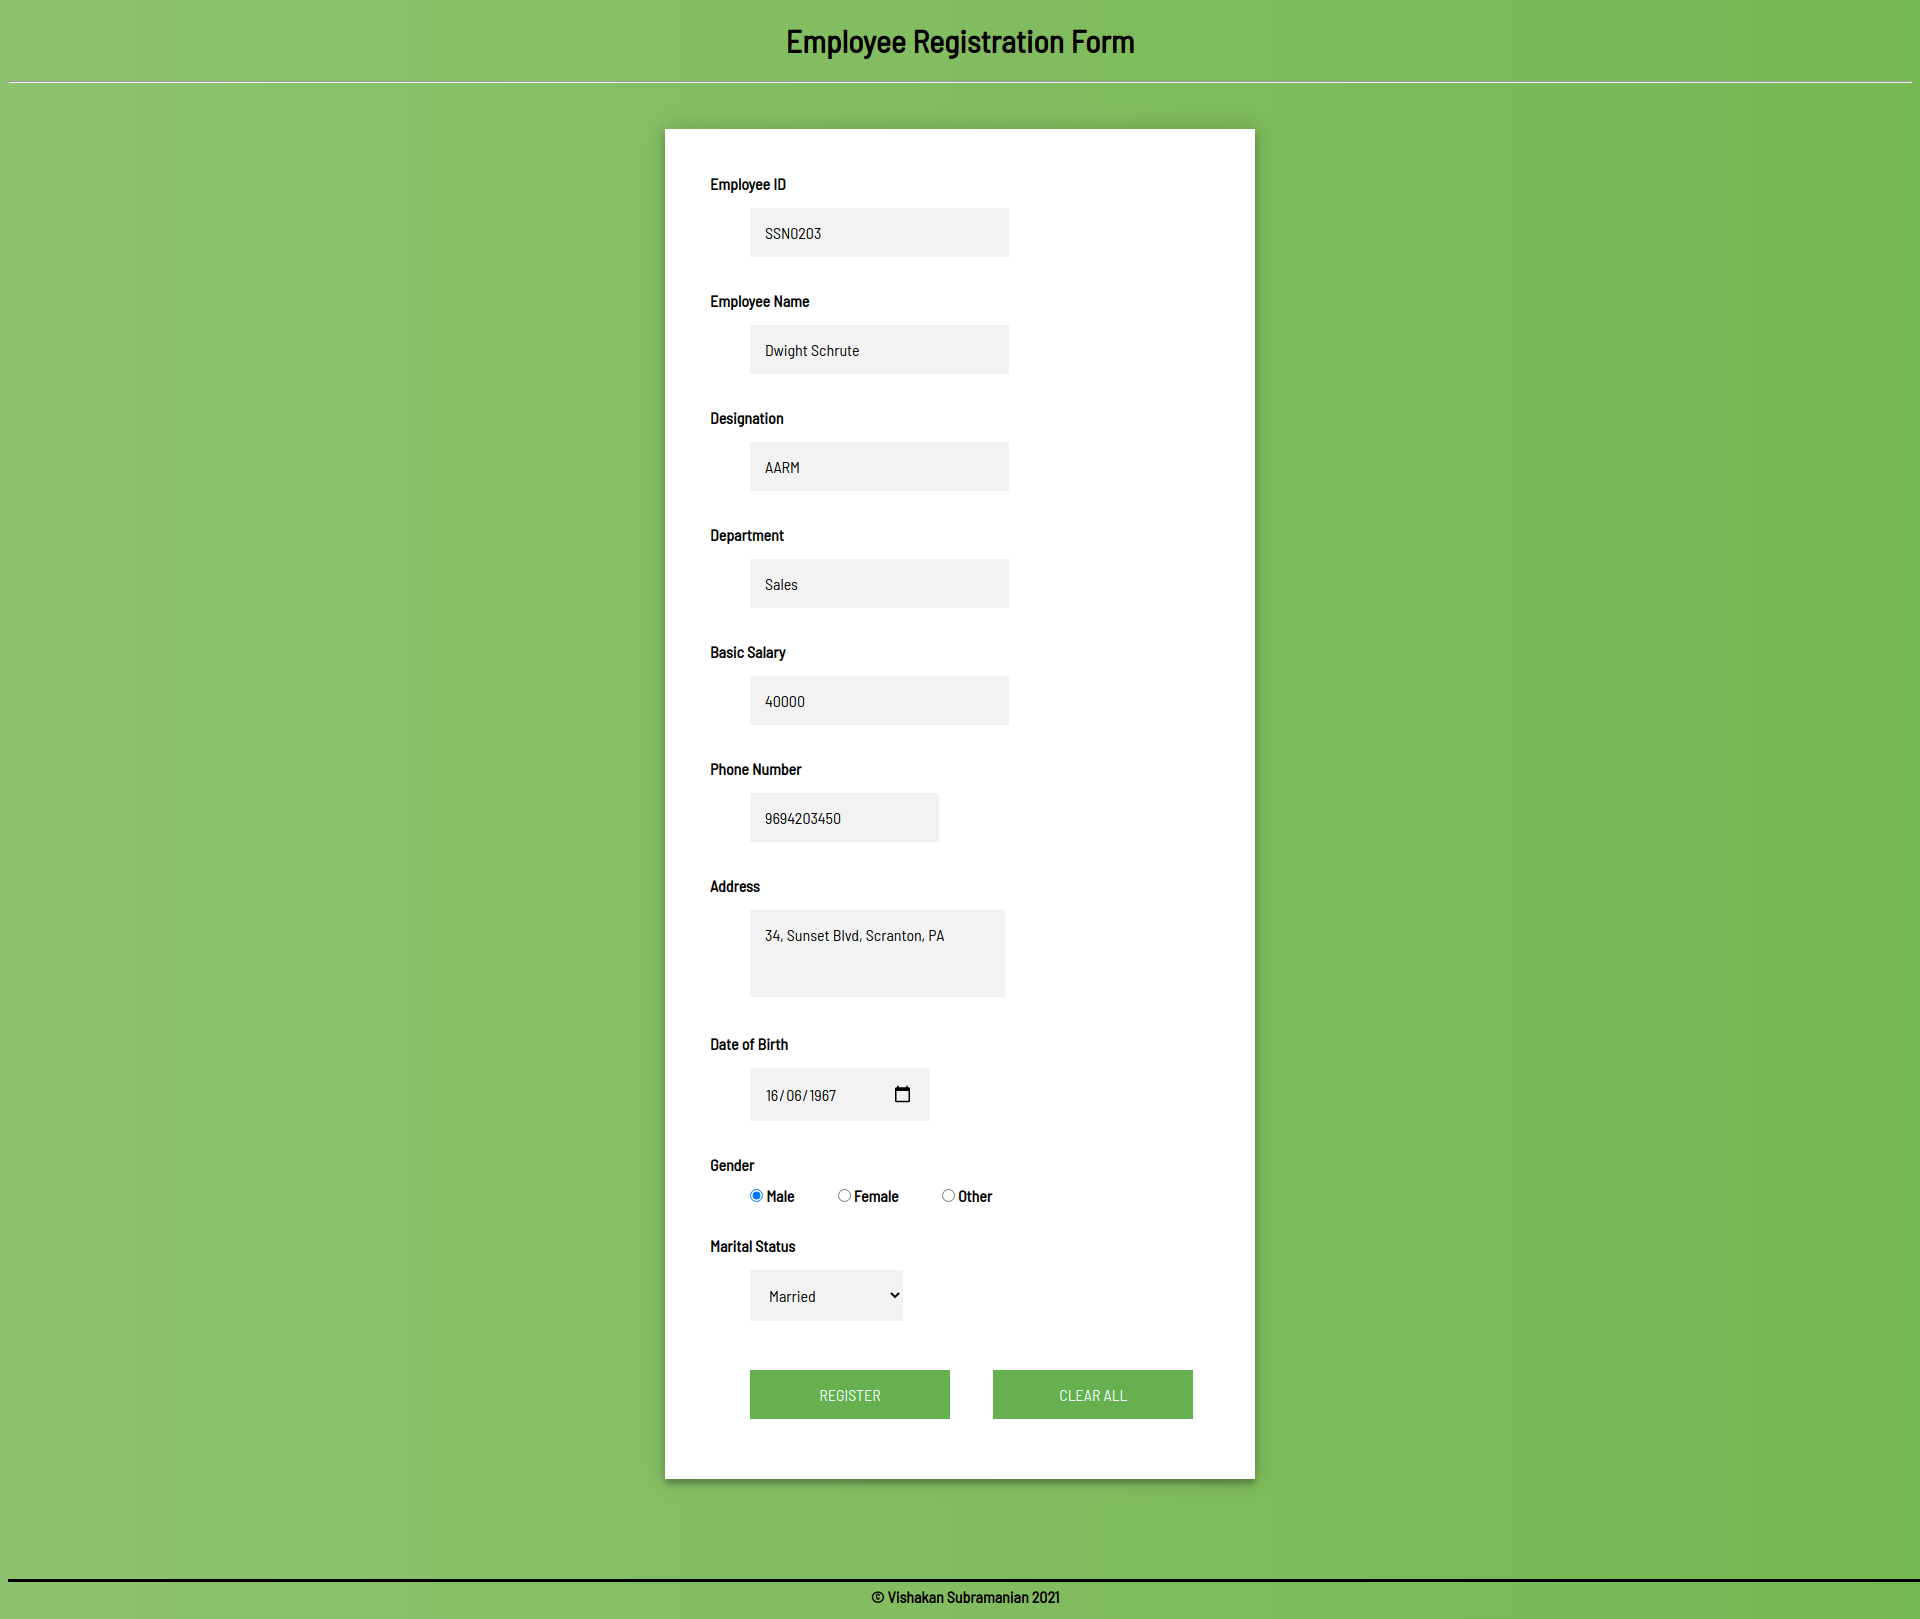 Employee Registration Form
Employee ID
SSN0203
Employee Name
Dwight Schrute
Designation
AARM
Department
Sales
Basic Salary
40000
Phone Number
9694203450
Address
34, Sunset Blvd, Scranton, PA
Date of Birth
16/06/1967
Gender
Male Female Other
Marital Status
Married
REGISTER CLEAR ALL
© Vishakan Subramanian 2021